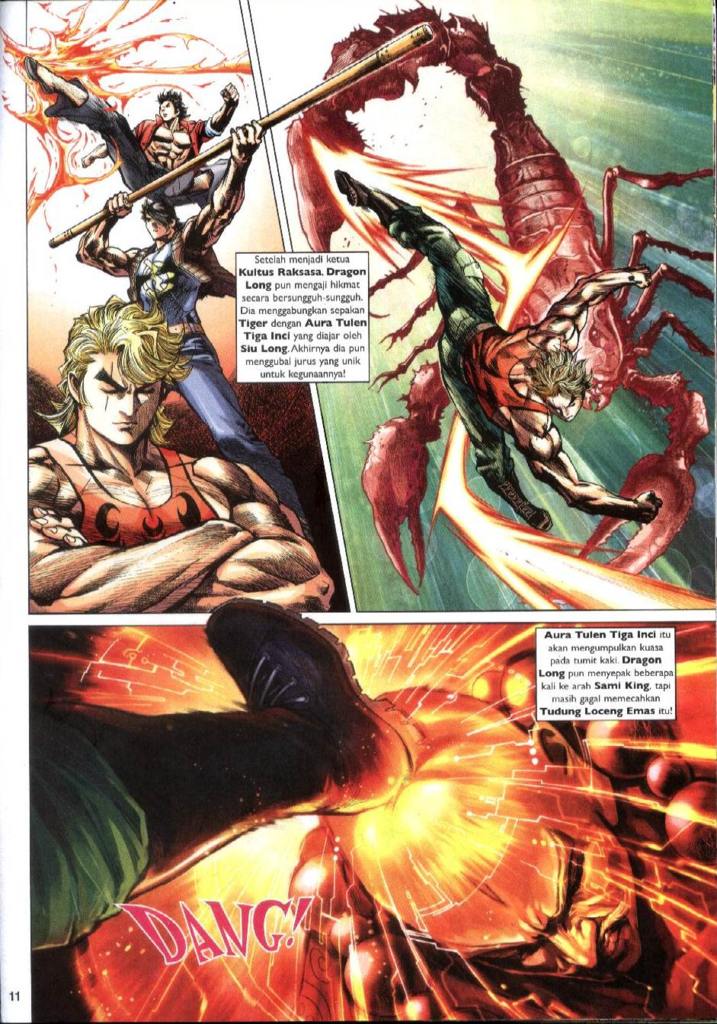 Setelah menjadi ketua
Kultus Raksasa, Dragon
Long pun mengaji hikmat
secara bersungguh-sungguh.
Dia menggabungkan sepakan
Tiger dengan Aura Tulen
Tiga Inci yang diajar oleh
Siu Long. Akhirnya dia pun
menggubal jurus yang unik
untuk kegunaannya!
Aura Tulen Tiga Inci itu
akan mengumpulkan kuasa
pada tumit kaki. Dragon
Long pun menyepak beberapa
kali ke arah Sami King, tapi
masih gagal memecahkan
Tudung Loceng Emas itu!
DANG!
11